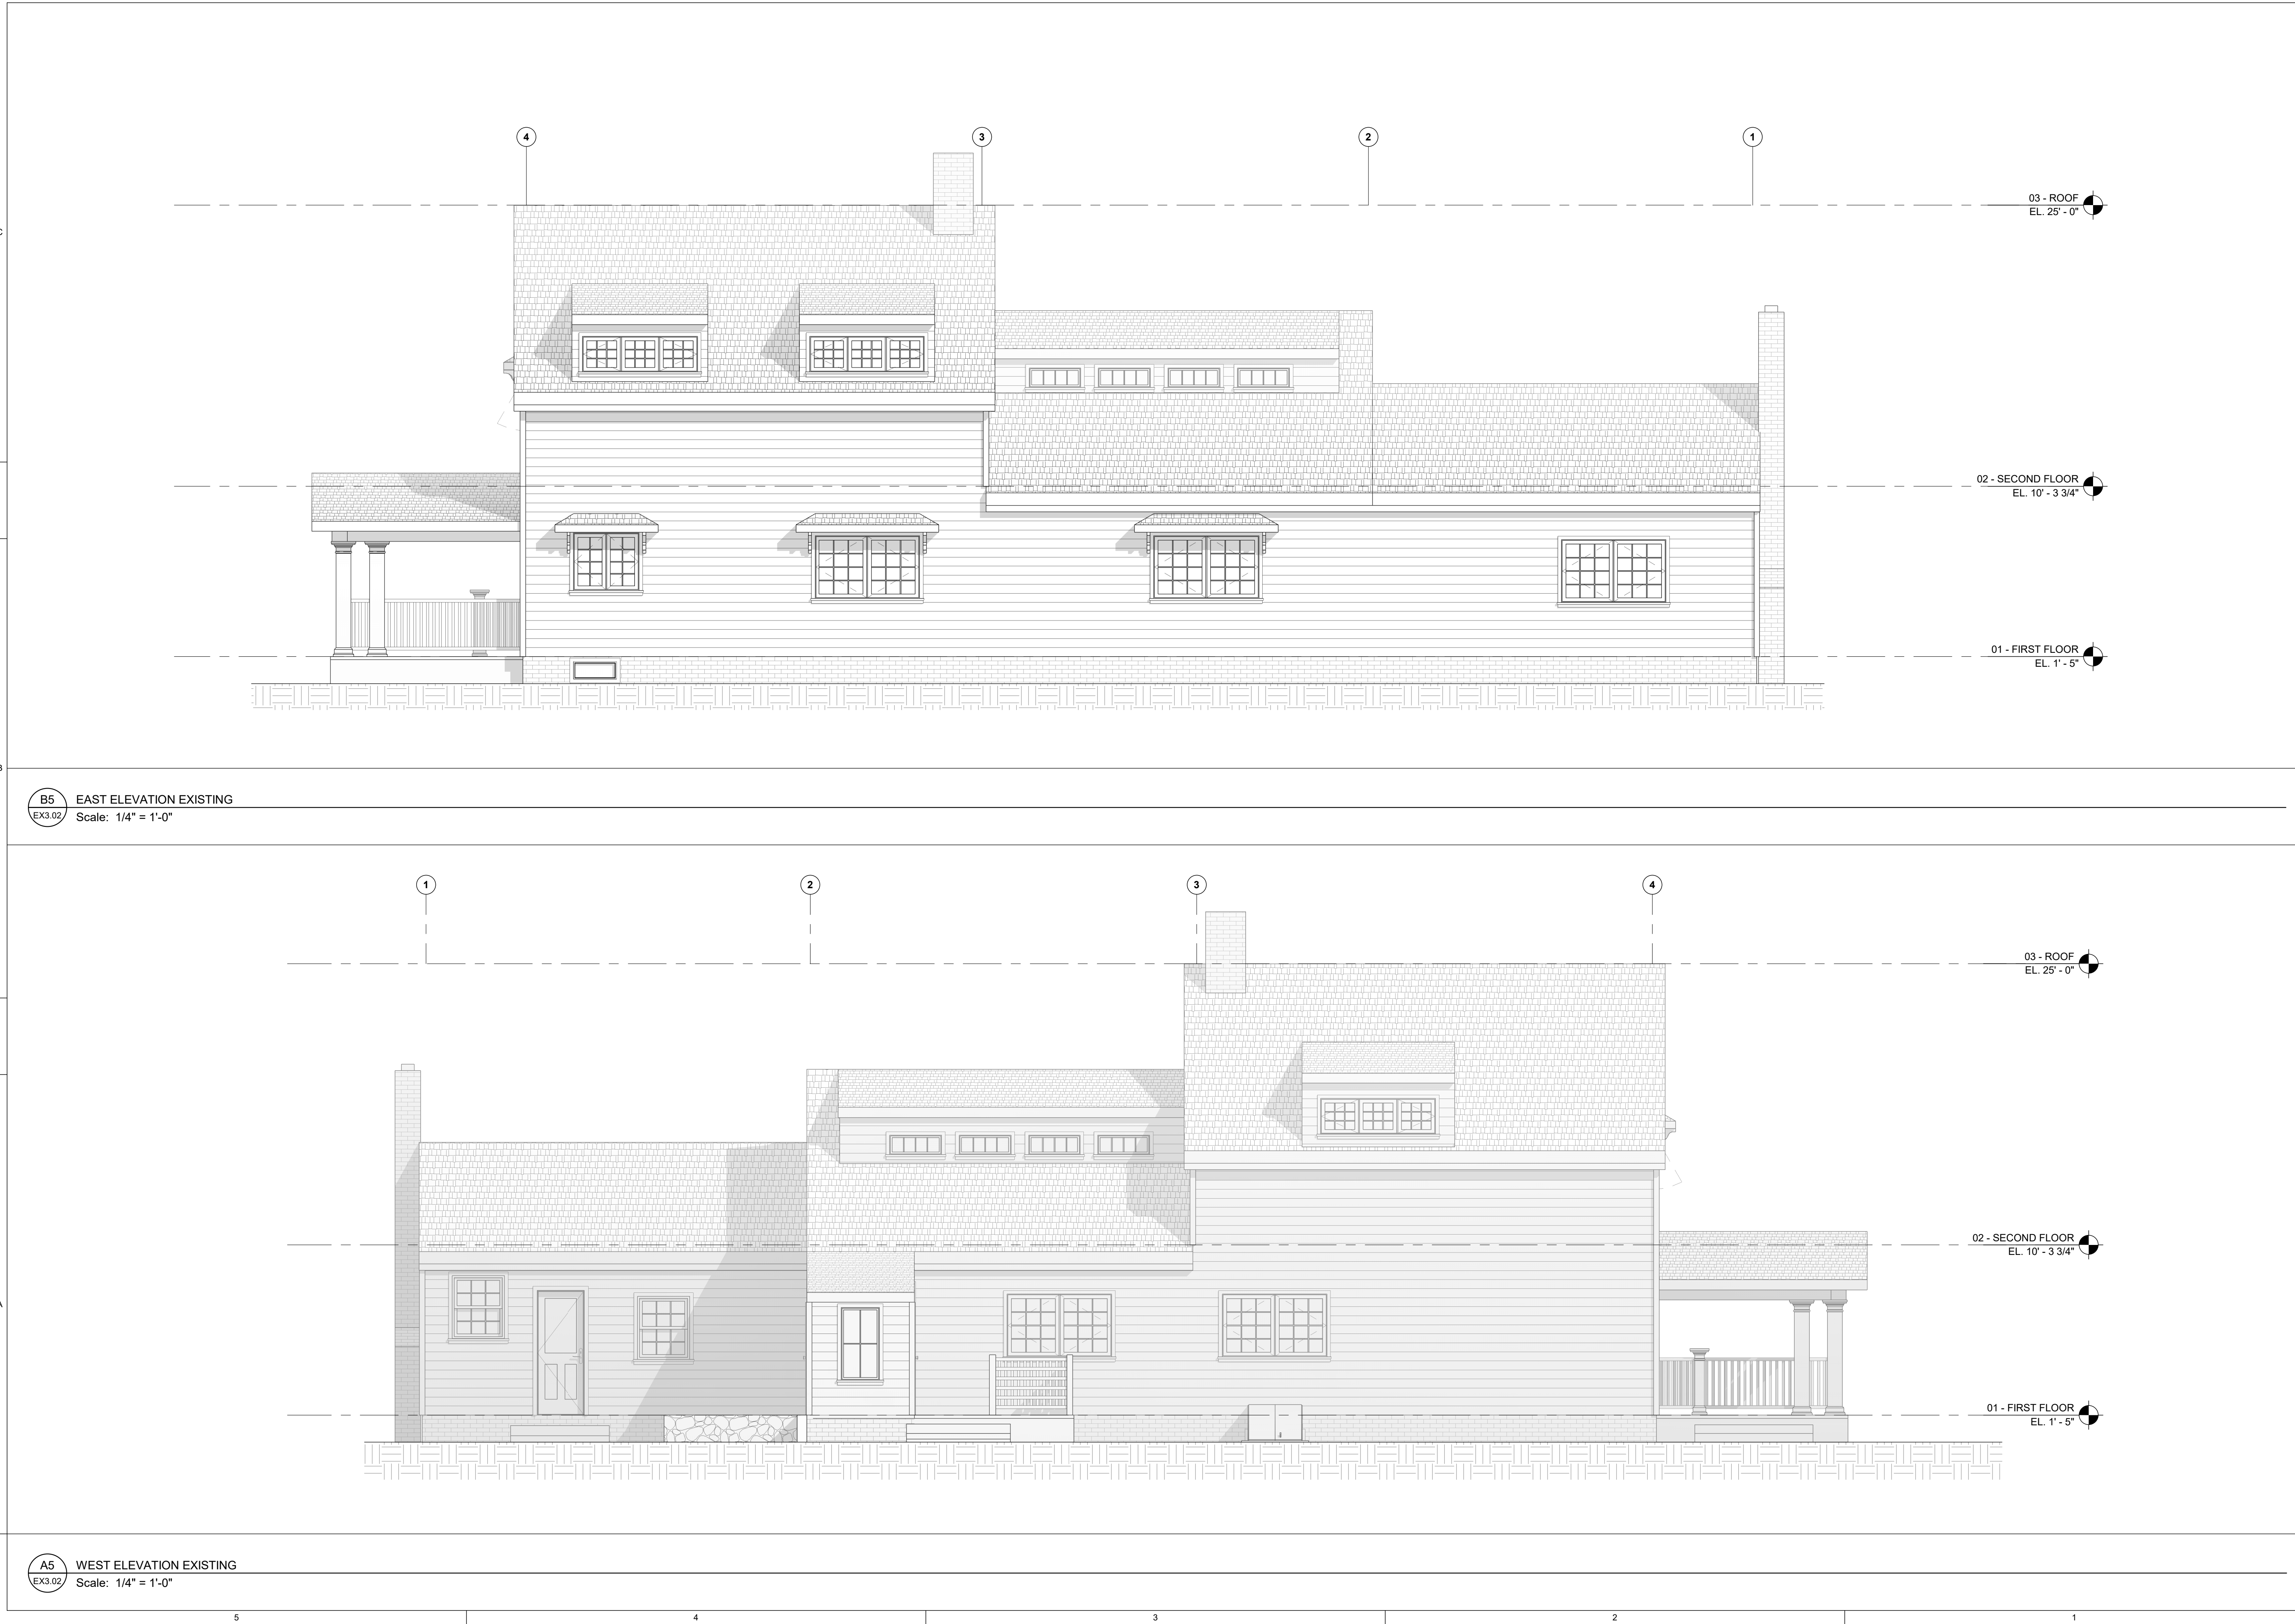 4 3 2 1
03 - ROOF
EL. 25' - 0"
C
02 - SECOND FLOOR
EL. 10' - 3 3/4"
01 - FIRST FLOOR
EL. 1' - 5"
B
B5 EAST ELEVATION EXISTING
EX3.02 Scale: 1/4" = 1'-0"
1 2 3 4
03 - ROOF
EL. 25' - 0"
02 - SECOND FLOOR
EL. 10' - 3 3/4"
A
01 - FIRST FLOOR
EL. 1' - 5"
A5 WEST ELEVATION EXISTING
EX3.02 Scale: 1/4" = 1'-0"
5 4 3 2 1